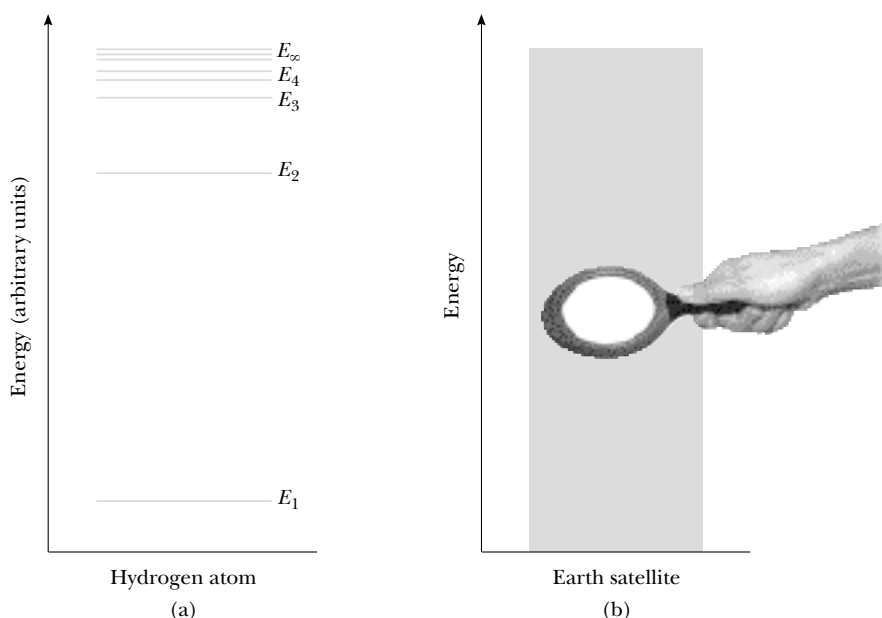 E∞
E4
E3
E2
E1
Energy (arbitrary units)
Hydrogen atom
(a)
Energy
Earth satellite
(b)